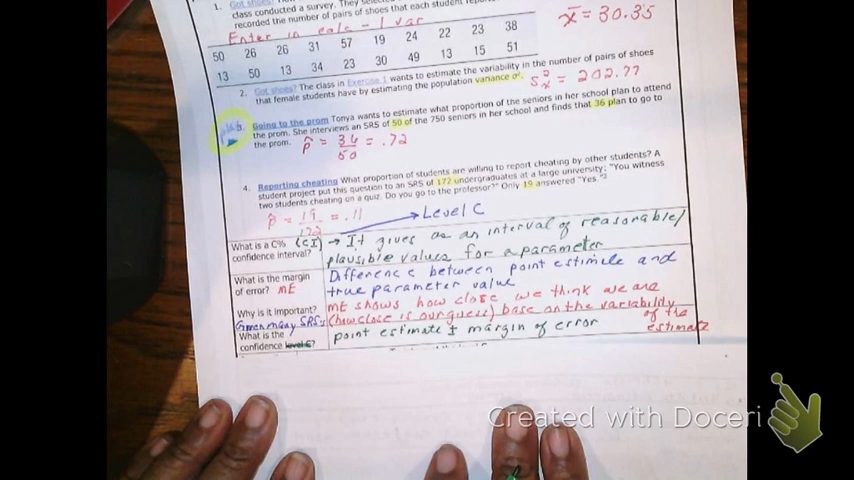 1. Got shoes?
class conducted a survey. They selected
recorded the number of pairs of shoes that each student
Enter in calc - 1 var
x̄ = 30.35
50 26 26 31 57 19 24 22 23 38
13 50 13 34 23 30 49 13 15 51
2. Got shoes? The class in Exercise 1 wants to estimate the variability in the number of pairs of shoes
that female students have by estimating the population variance σ².
S²x = 202.77
3. Going to the prom Tonya wants to estimate what proportion of the seniors in her school plan to attend
the prom. She interviews an SRS of 50 of the 750 seniors in her school and finds that 36 plan to go to
the prom.
p̂ = 36/50 = .72
4. Reporting cheating What proportion of students are willing to report cheating by other students? A
student project put this question to an SRS of 172 undergraduates at a large university: "You witness
two students cheating on a quiz. Do you go to the professor?" Only 19 answered "Yes."
p̂ = 19/172 = .11
Level C
What is a C% (CI)
confidence interval?
→ It gives as an interval of reasonable/
plausible values for a parameter
What is the margin
of error? ME
Difference between point estimate and
true parameter value
Why is it important?
ME shows how close we think we are
(how close is our guess) base on the variability
of the
estimate
Given many SRS's
What is the
confidence level C?
point estimate ± margin of error
Created with Doceri